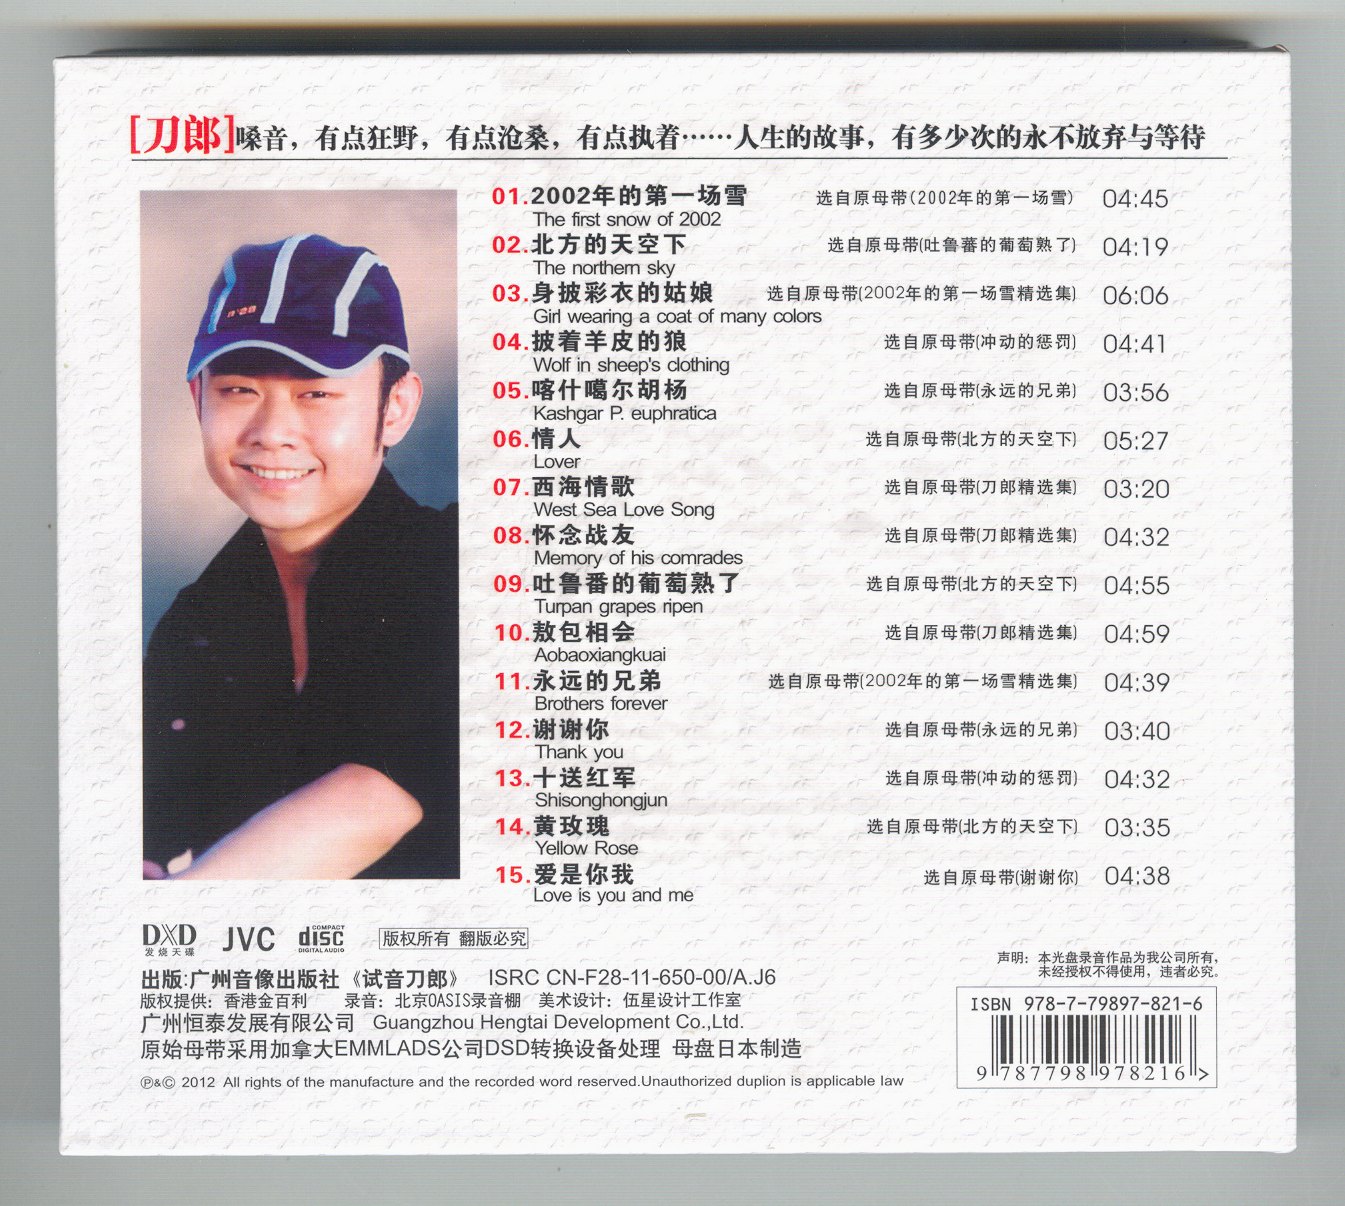 [刀郎]嗓音，有点狂野，有点沧桑，有点执着……人生的故事，有多少次的永不放弃与等待
n°28
01.2002年的第一场雪 选自原母带(2002年的第一场雪) 04:45
The first snow of 2002
02.北方的天空下 选自原母带(吐鲁蕃的葡萄熟了) 04:19
The northern sky
03.身披彩衣的姑娘 选自原母带(2002年的第一场雪精选集) 06:06
Girl wearing a coat of many colors
04.披着羊皮的狼 选自原母带(冲动的惩罚) 04:41
Wolf in sheep's clothing
05.喀什噶尔胡杨 选自原母带(永远的兄弟) 03:56
Kashgar P. euphratica
06.情人 选自原母带(北方的天空下) 05:27
Lover
07.西海情歌 选自原母带(刀郎精选集) 03:20
West Sea Love Song
08.怀念战友 选自原母带(刀郎精选集) 04:32
Memory of his comrades
09.吐鲁番的葡萄熟了 选自原母带(北方的天空下) 04:55
Turpan grapes ripen
10.敖包相会 选自原母带(刀郎精选集) 04:59
Aobaoxiangkuai
11.永远的兄弟 选自原母带(2002年的第一场雪精选集) 04:39
Brothers forever
12.谢谢你 选自原母带(永远的兄弟) 03:40
Thank you
13.十送红军 选自原母带(冲动的惩罚) 04:32
Shisonghongjun
14.黄玫瑰 选自原母带(北方的天空下) 03:35
Yellow Rose
15.爱是你我 选自原母带(谢谢你) 04:38
Love is you and me
DXD
发烧天碟
JVC
COMPACT
disc
DIGITAL AUDIO
版权所有 翻版必究
声明：本光盘录音作品为我公司所有，
未经授权不得使用，违者必究。
出版:广州音像出版社《试音刀郎》 ISRC CN-F28-11-650-00/A.J6
版权提供：香港金百利 录音：北京OASIS录音棚 美术设计：伍星设计工作室
广州恒泰发展有限公司 Guangzhou Hengtai Development Co.,Ltd.
原始母带采用加拿大EMMLADS公司DSD转换设备处理 母盘日本制造
℗&© 2012 All rights of the manufacture and the recorded word reserved.Unauthorized duplion is applicable law
ISBN 978-7-79897-821-6
9 787798 978216 >